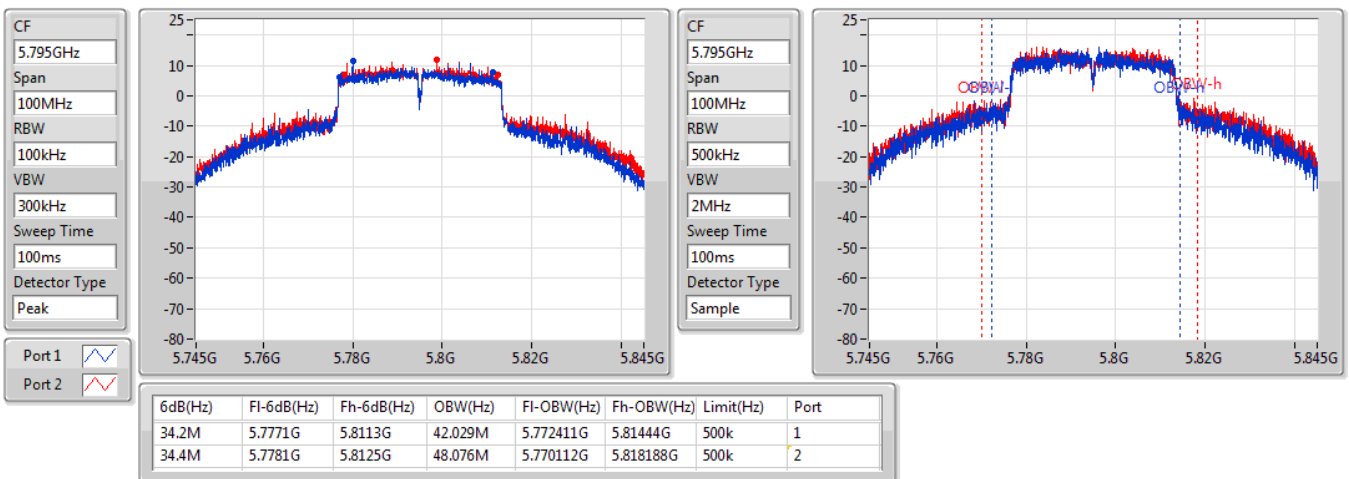 CF
5.795GHz
Span
100MHz
RBW
100kHz
VBW
300kHz
Sweep Time
100ms
Detector Type
Peak
Port 1
Port 2
25
10
0
-10
-20
-30
-40
-50
-60
-70
-80
5.745G 5.76G 5.78G 5.8G 5.82G 5.845G
CF
5.795GHz
Span
100MHz
RBW
500kHz
VBW
2MHz
Sweep Time
100ms
Detector Type
Sample
25
10
0
-10
-20
-30
-40
-50
-60
-70
-80
OBW-h
5.745G 5.76G 5.78G 5.8G 5.82G 5.845G
6dB(Hz) Fl-6dB(Hz) Fh-6dB(Hz) OBW(Hz) Fl-OBW(Hz) Fh-OBW(Hz) Limit(Hz) Port
34.2M 5.7771G 5.8113G 42.029M 5.772411G 5.81444G 500k 1
34.4M 5.7781G 5.8125G 48.076M 5.770112G 5.818188G 500k 2